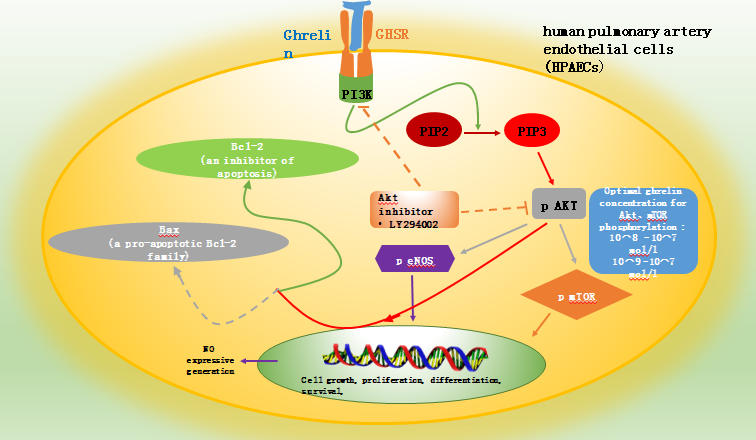 Ghreli
n
GHSR
human pulmonary artery
endothelial cells
(HPAECs)
PI3K
PIP2
PIP3
Bcl-2
(an inhibitor of
apoptosis)
Akt
inhibitor
• LY294002
p AKT
Optimal ghrelin
concentration for
Akt、mTOR
phosphorylation：
10^8 -10^7
mol/l
10^9-10^7
mol/l
Bax
(a pro-apoptotic Bcl-2
family)
p eNOS
p mTOR
NO
expressive
generation
Cell growth, proliferation, differentiation,
survival,